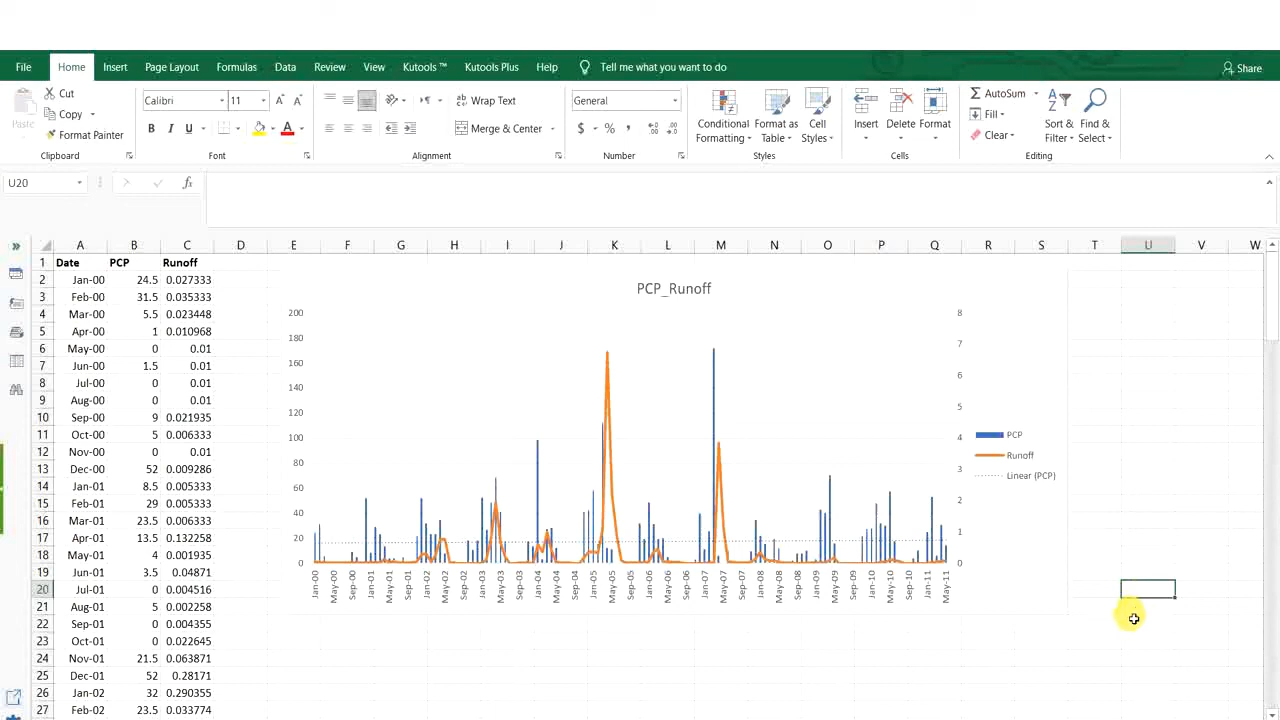 File Home Insert Page Layout Formulas Data Review View Kutools ™ Kutools Plus Help Tell me what you want to do Share
Cut
Copy
Format Painter
Paste
Clipboard
Calibri 11
B I U
Font
Wrap Text
Merge & Center
Alignment
General
$ % ,
Number
Conditional Formatting
Format as Table
Cell Styles
Styles
Insert Delete Format
Cells
AutoSum
Fill
Clear
Sort & Filter
Find & Select
Editing
U20 fx
A B C D E F G H I J K L M N O P Q R S T U V W
1 Date PCP Runoff
2 Jan-00 24.5 0.027333
3 Feb-00 31.5 0.035333
4 Mar-00 5.5 0.023448
5 Apr-00 1 0.010968
6 May-00 0 0.01
7 Jun-00 1.5 0.01
8 Jul-00 0 0.01
9 Aug-00 0 0.01
10 Sep-00 9 0.021935
11 Oct-00 5 0.006333
12 Nov-00 0 0.01
13 Dec-00 52 0.009286
14 Jan-01 8.5 0.005333
15 Feb-01 29 0.005333
16 Mar-01 23.5 0.006333
17 Apr-01 13.5 0.132258
18 May-01 4 0.001935
19 Jun-01 3.5 0.04871
20 Jul-01 0 0.004516
21 Aug-01 5 0.002258
22 Sep-01 0 0.004355
23 Oct-01 0 0.022645
24 Nov-01 21.5 0.063871
25 Dec-01 52 0.28171
26 Jan-02 32 0.290355
27 Feb-02 23.5 0.033774
PCP_Runoff
200
180
160
140
120
100
80
60
40
20
0
8
7
6
5
4
3
2
1
0
PCP
Runoff
Linear (PCP)
Jan-00 May-00 Sep-00 Jan-01 May-01 Sep-01 Jan-02 May-02 Sep-02 Jan-03 May-03 Sep-03 Jan-04 May-04 Sep-04 Jan-05 May-05 Sep-05 Jan-06 May-06 Sep-06 Jan-07 May-07 Sep-07 Jan-08 May-08 Sep-08 Jan-09 May-09 Sep-09 Jan-10 May-10 Sep-10 Jan-11 May-11